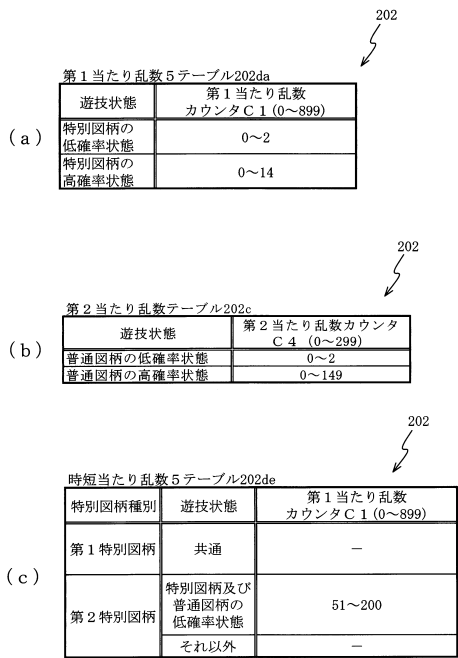 202
第1当たり乱数5テーブル202da
(a)
遊技状態
第1当たり乱数
カウンタC1(0~899)
特別図柄の
低確率状態
0~2
特別図柄の
高確率状態
0~14
202
第2当たり乱数テーブル202c
(b)
遊技状態
第2当たり乱数カウンタ
C4(0~299)
普通図柄の低確率状態
0~2
普通図柄の高確率状態
0~149
202
時短当たり乱数5テーブル202de
(c)
特別図柄種別
遊技状態
第1当たり乱数
カウンタC1(0~899)
第1特別図柄
共通
-
第2特別図柄
特別図柄及び
普通図柄の
低確率状態
51~200
それ以外
-